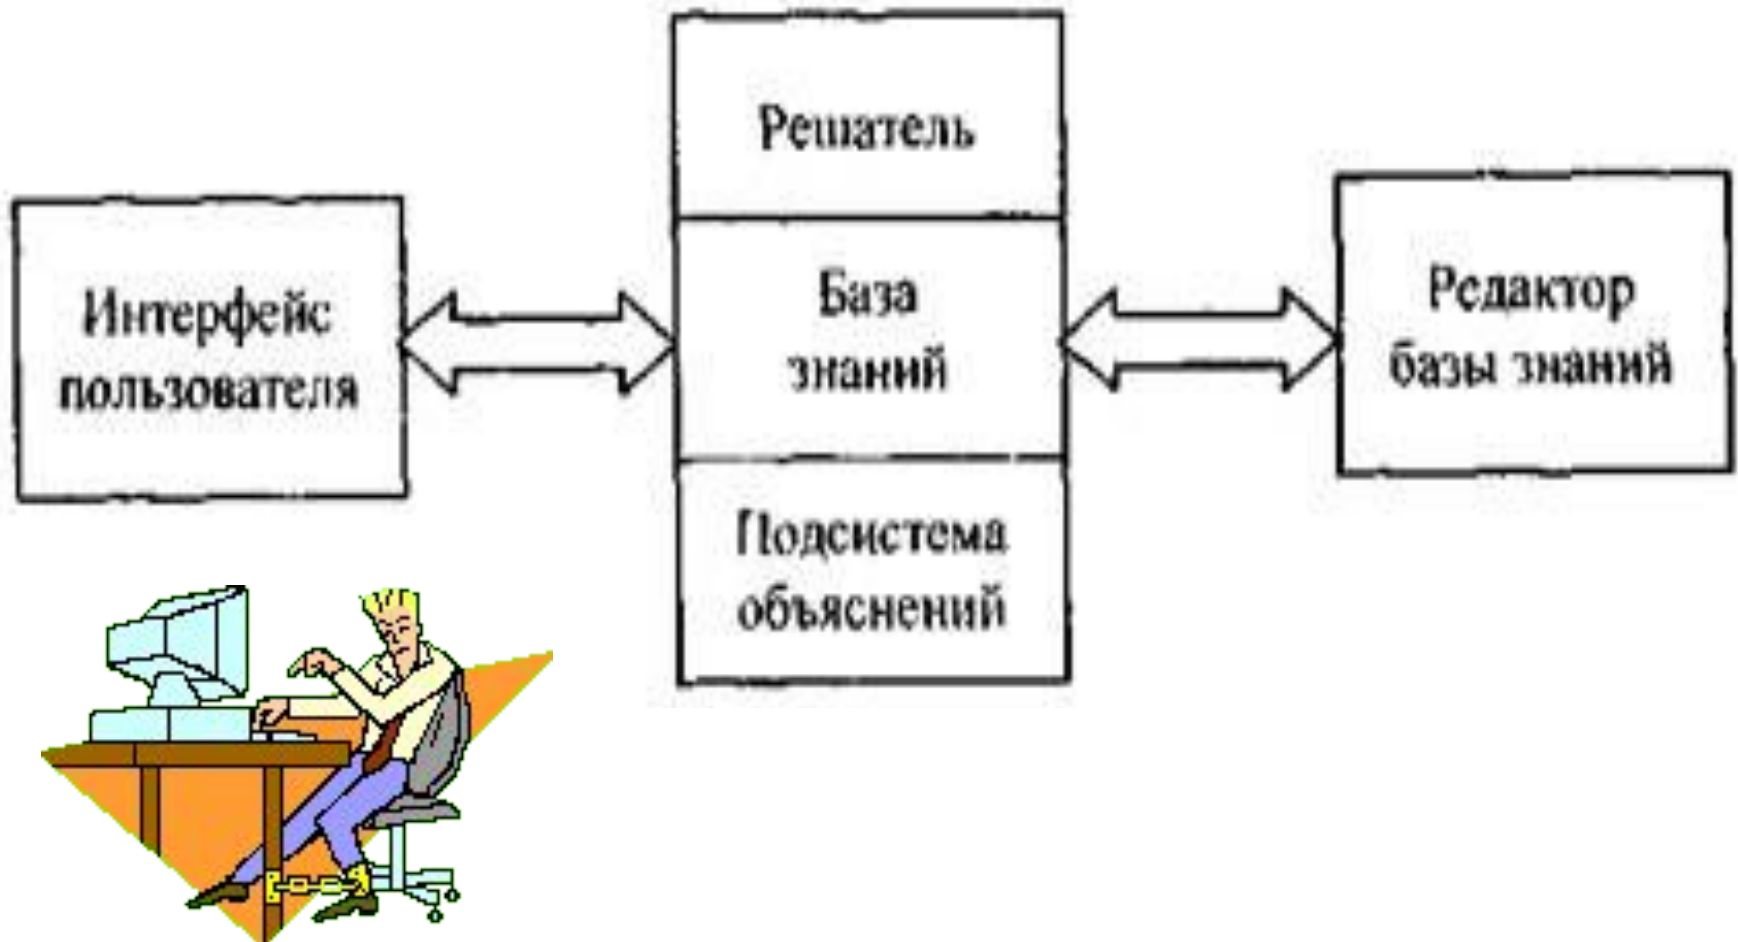 Решатель
Интерфейс
пользователя
База
знаний
Редактор
базы знаний
Подсистема
объяснений